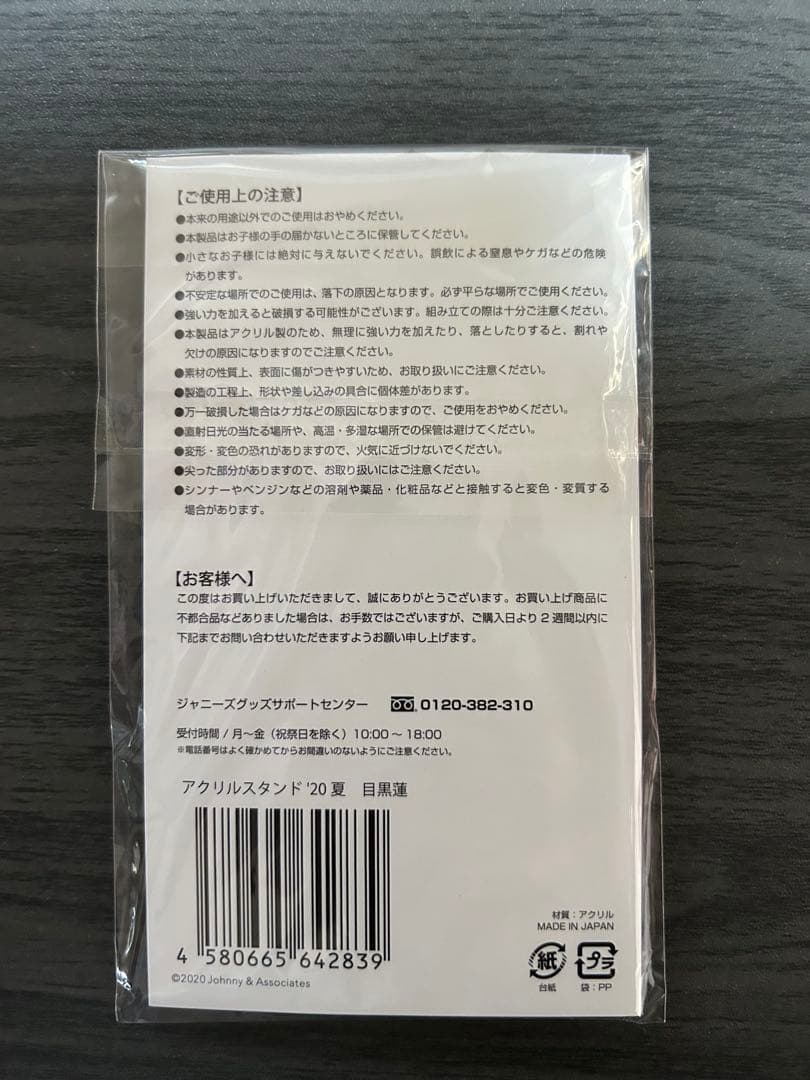 【ご使用上の注意】
●本来の用途以外でのご使用はおやめください。
●本製品はお子様の手の届かないところに保管してください。
●小さなお子様には絶対に与えないでください。誤飲による窒息やケガなどの危険
があります。
●不安定な場所でのご使用は、落下の原因となります。必ず平らな場所でご使用ください。
●強い力を加えると破損する可能性がございます。組み立ての際は十分ご注意ください。
●本製品はアクリル製のため、無理に強い力を加えたり、落としたりすると、割れや
欠けの原因になりますのでご注意ください。
●素材の性質上、表面に傷がつきやすいため、お取り扱いにご注意ください。
●製造の工程上、形状や差し込みの具合に個体差があります。
●万一破損した場合はケガなどの原因になりますので、ご使用をおやめください。
●直射日光の当たる場所や、高温・多湿な場所での保管は避けてください。
●変形・変色の恐れがありますので、火気に近づけないでください。
●尖った部分がありますので、お取り扱いにはご注意ください。
●シンナーやベンジンなどの溶剤や薬品・化粧品などと接触すると変色・変質する
場合があります。
【お客様へ】
この度はお買い上げいただきまして、誠にありがとうございます。お買い上げ商品に
不都合品などありました場合は、お手数ではございますが、ご購入日より2週間以内に
下記までお問い合わせいただきますようお願い申し上げます。
ジャニーズグッズサポートセンター 0120-382-310
受付時間 / 月〜金（祝祭日を除く）10:00 〜 18:00
※電話番号はよく確かめてからお間違いのないようにご注意ください。
アクリルスタンド '20 夏 目黒蓮
4 580665 642839
©2020 Johnny & Associates
材質：アクリル
MADE IN JAPAN
紙 プラ
台紙 袋：PP